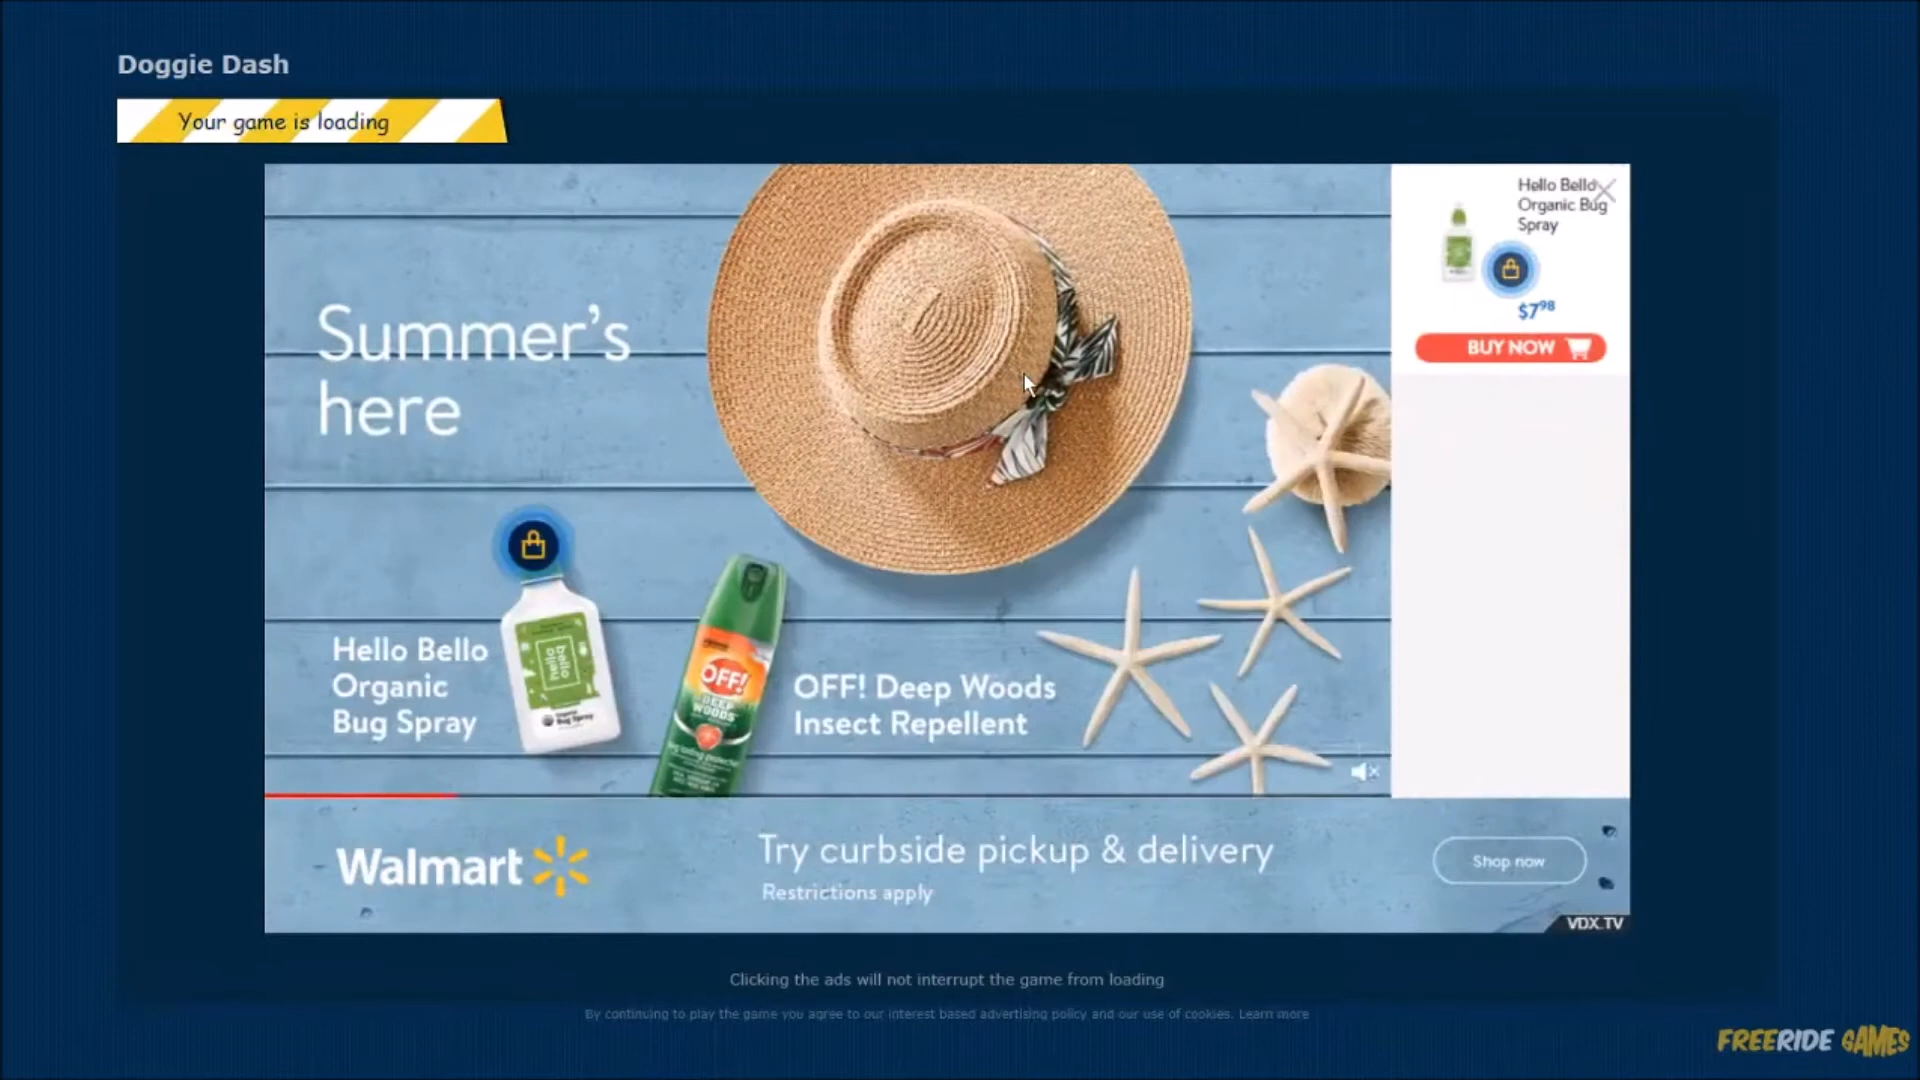 Doggie Dash
Your game is loading
Summer's
here
Hello Bello
Organic
Bug Spray
OFF!
DEEP
WOODS
OFF! Deep Woods
Insect Repellent
Hello Bello
Organic Bug
Spray
$7.98
BUY NOW
Walmart
Try curbside pickup & delivery
Restrictions apply
Shop now
VDX.TV
Clicking the ads will not interrupt the game from loading
By continuing to play the game you agree to our interest based advertising policy and our use of cookies. Learn more
FREERIDE GAMES